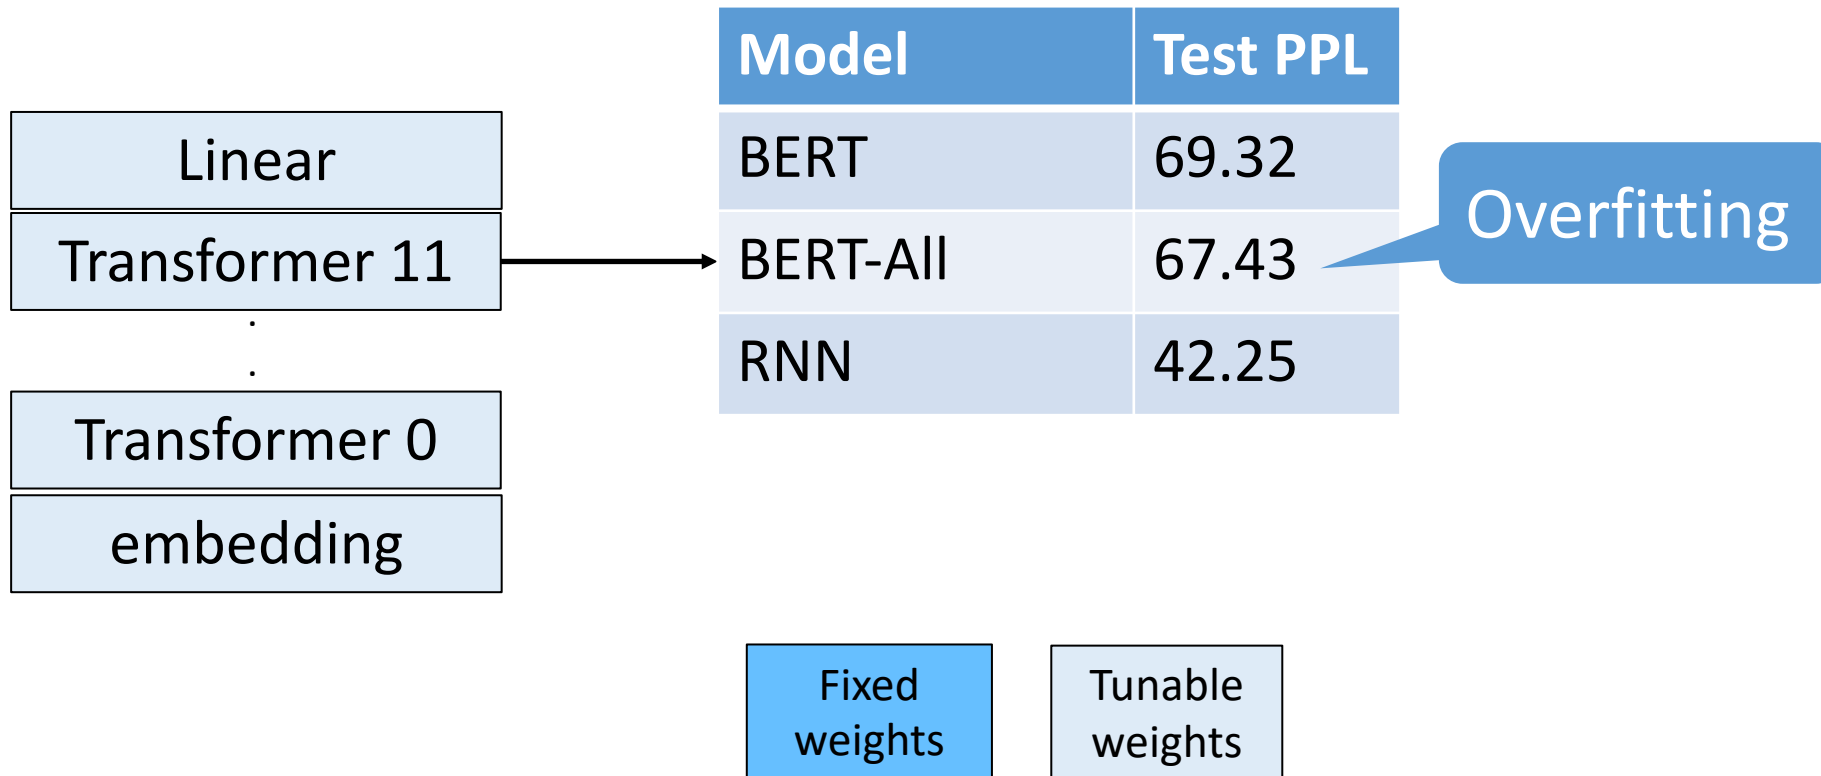 Linear
Transformer 11
.
.
Transformer 0
embedding
Model Test PPL
BERT 69.32
BERT-All 67.43
RNN 42.25
Overfitting
Fixed
weights
Tunable
weights